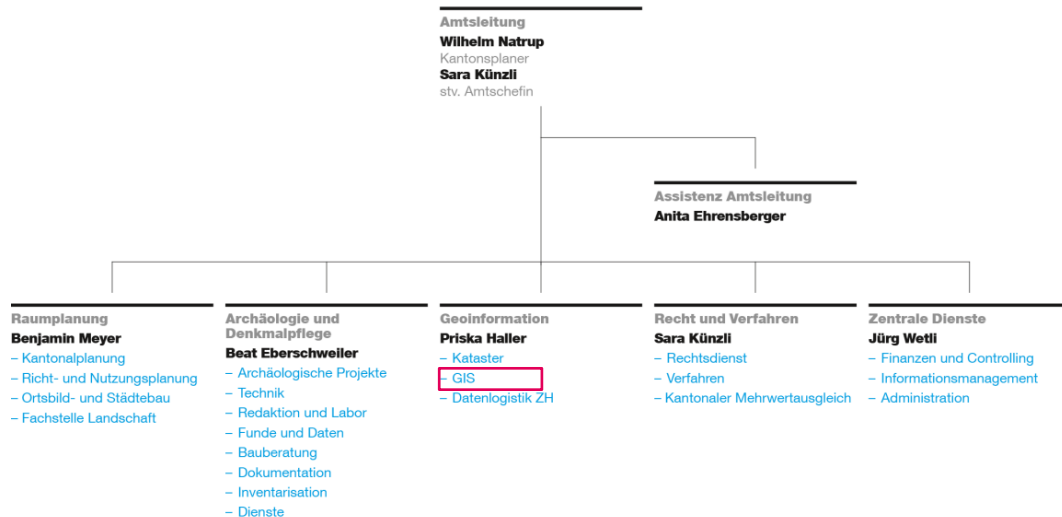 Amtsleitung
Wilhelm Natrup
Kantonsplaner
Sara Künzli
stv. Amtschefin
Assistenz Amtsleitung
Anita Ehrensberger
Raumplanung
Benjamin Meyer
– Kantonalplanung
– Richt- und Nutzungsplanung
– Ortsbild- und Städtebau
– Fachstelle Landschaft
Archäologie und
Denkmalpflege
Beat Eberschweiler
– Archäologische Projekte
– Technik
– Redaktion und Labor
– Funde und Daten
– Bauberatung
– Dokumentation
– Inventarisation
– Dienste
Geoinformation
Priska Haller
– Kataster
– GIS
– Datenlogistik ZH
Recht und Verfahren
Sara Künzli
– Rechtsdienst
– Verfahren
– Kantonaler Mehrwertausgleich
Zentrale Dienste
Jürg Wetli
– Finanzen und Controlling
– Informationsmanagement
– Administration